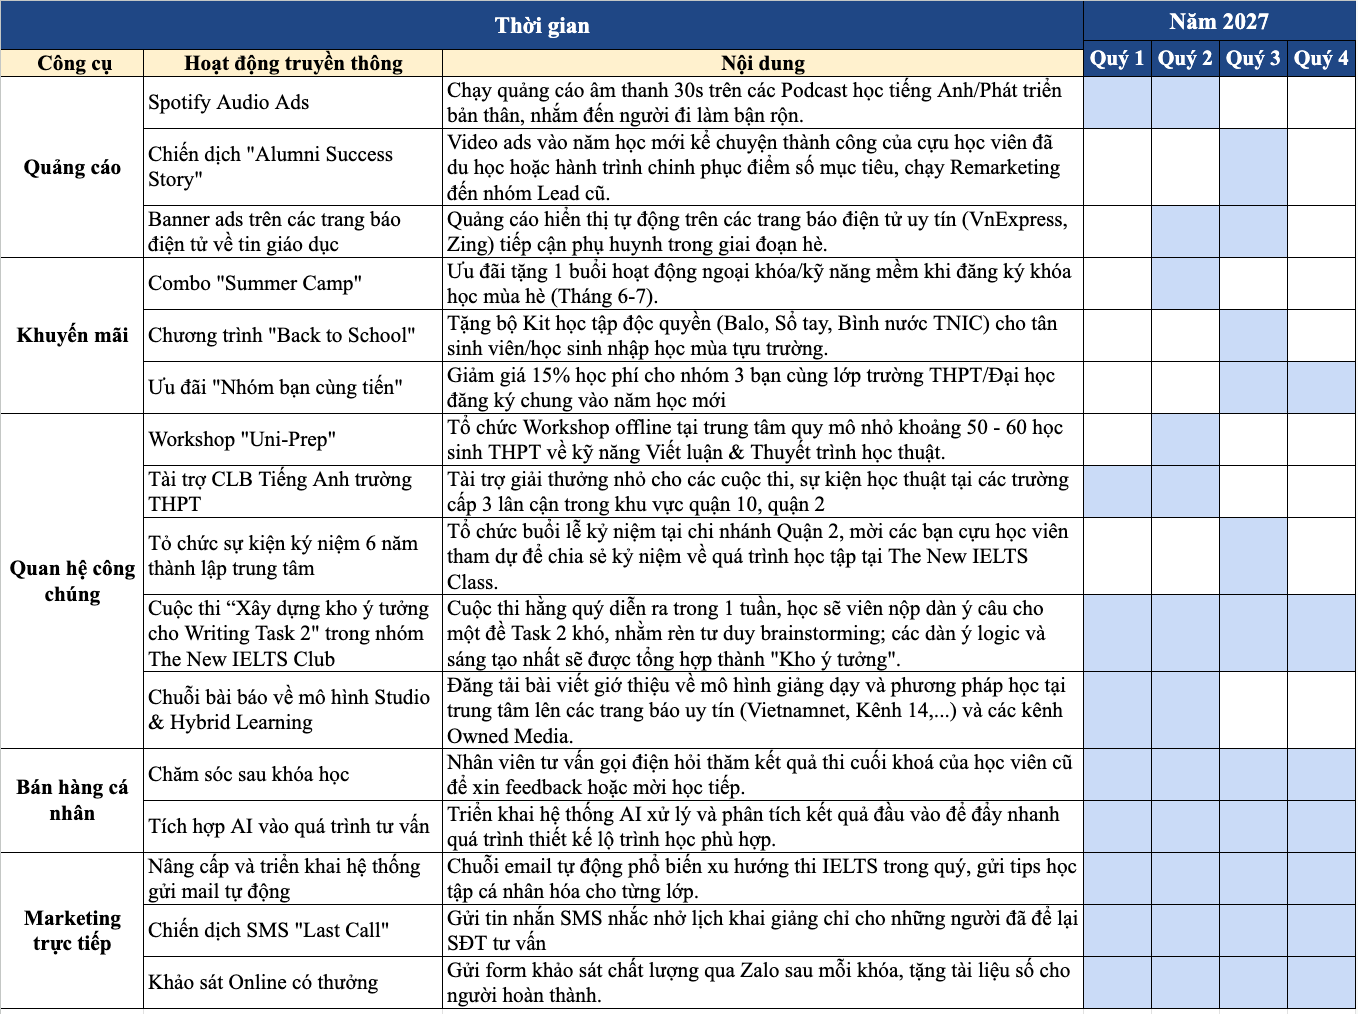 Thời gian
Năm 2027
Công cụ
Hoạt động truyền thông
Nội dung
Quý 1
Quý 2
Quý 3
Quý 4
Quảng cáo
Spotify Audio Ads
Chạy quảng cáo âm thanh 30s trên các Podcast học tiếng Anh/Phát triển
bản thân, nhắm đến người đi làm bận rộn.
Chiến dịch "Alumni Success
Story"
Video ads vào năm học mới kể chuyện thành công của cựu học viên đã
du học hoặc hành trình chinh phục điểm số mục tiêu, chạy Remarketing
đến nhóm Lead cũ.
Banner ads trên các trang báo
điện tử về tin giáo dục
Quảng cáo hiển thị tự động trên các trang báo điện tử uy tín (VnExpress,
Zing) tiếp cận phụ huynh trong giai đoạn hè.
Khuyến mãi
Combo "Summer Camp"
Ưu đãi tặng 1 buổi hoạt động ngoại khóa/kỹ năng mềm khi đăng ký khóa
học mùa hè (Tháng 6-7).
Chương trình "Back to School"
Tặng bộ Kit học tập độc quyền (Balo, Sổ tay, Bình nước TNIC) cho tân
sinh viên/học sinh nhập học mùa tựu trường.
Ưu đãi "Nhóm bạn cùng tiến"
Giảm giá 15% học phí cho nhóm 3 bạn cùng lớp trường THPT/Đại học
đăng ký chung vào năm học mới
Quan hệ công
chúng
Workshop "Uni-Prep"
Tổ chức Workshop offline tại trung tâm quy mô nhỏ khoảng 50 - 60 học
sinh THPT về kỹ năng Viết luận & Thuyết trình học thuật.
Tài trợ CLB Tiếng Anh trường
THPT
Tài trợ giải thưởng nhỏ cho các cuộc thi, sự kiện học thuật tại các trường
cấp 3 lân cận trong khu vực quận 10, quận 2
Tỏ chức sự kiện ký niệm 6 năm
thành lập trung tâm
Tổ chức buổi lễ kỷ niệm tại chi nhánh Quận 2, mời các bạn cựu học viên
tham dự để chia sẻ kỷ niệm về quá trình học tập tại The New IELTS
Class.
Cuộc thi “Xây dựng kho ý tưởng
cho Writing Task 2" trong nhóm
The New IELTS Club
Cuộc thi hằng quý diễn ra trong 1 tuần, học sẽ viên nộp dàn ý câu cho
một đề Task 2 khó, nhằm rèn tư duy brainstorming; các dàn ý logic và
sáng tạo nhất sẽ được tổng hợp thành "Kho ý tưởng".
Chuỗi bài báo về mô hình Studio
& Hybrid Learning
Đăng tải bài viết giớ thiệu về mô hình giảng dạy và phương pháp học tại
trung tâm lên các trang báo uy tín (Vietnamnet, Kênh 14,...) và các kênh
Owned Media.
Bán hàng cá
nhân
Chăm sóc sau khóa học
Nhân viên tư vấn gọi điện hỏi thăm kết quả thi cuối khoá của học viên cũ
để xin feedback hoặc mời học tiếp.
Tích hợp AI vào quá trình tư vấn
Triển khai hệ thống AI xử lý và phân tích kết quả đầu vào để đẩy nhanh
quá trình thiết kế lộ trình học phù hợp.
Marketing
trực tiếp
Nâng cấp và triển khai hệ thống
gửi mail tự động
Chuỗi email tự động phổ biến xu hướng thi IELTS trong quý, gửi tips học
tập cá nhân hóa cho từng lớp.
Chiến dịch SMS "Last Call"
Gửi tin nhắn SMS nhắc nhở lịch khai giảng chỉ cho những người đã để lại
SĐT tư vấn
Khảo sát Online có thưởng
Gửi form khảo sát chất lượng qua Zalo sau mỗi khóa, tặng tài liệu số cho
người hoàn thành.